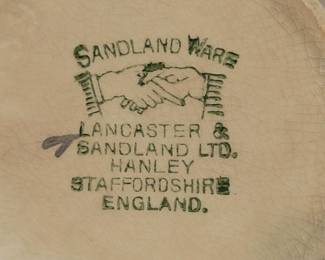 SANDLAND WARE
LANCASTER &
SANDLAND LTD.
HANLEY
STAFFORDSHIRE
ENGLAND.